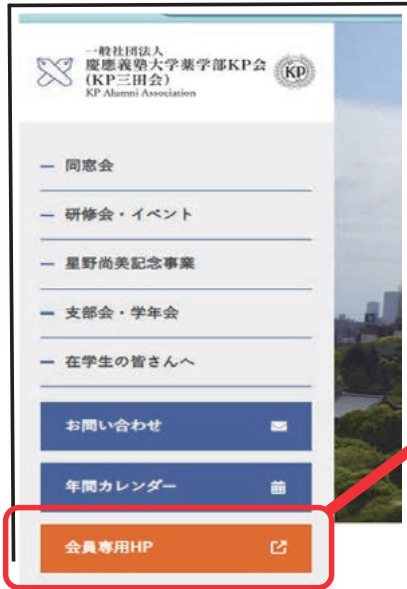 一般社団法人
慶應義塾大学薬学部KP会
(KP三田会)
KP Alumni Association
KP
同窓会
研修会・イベント
星野尚美記念事業
支部会・学年会
在学生の皆さんへ
お問い合わせ
年間カレンダー
会員専用HP